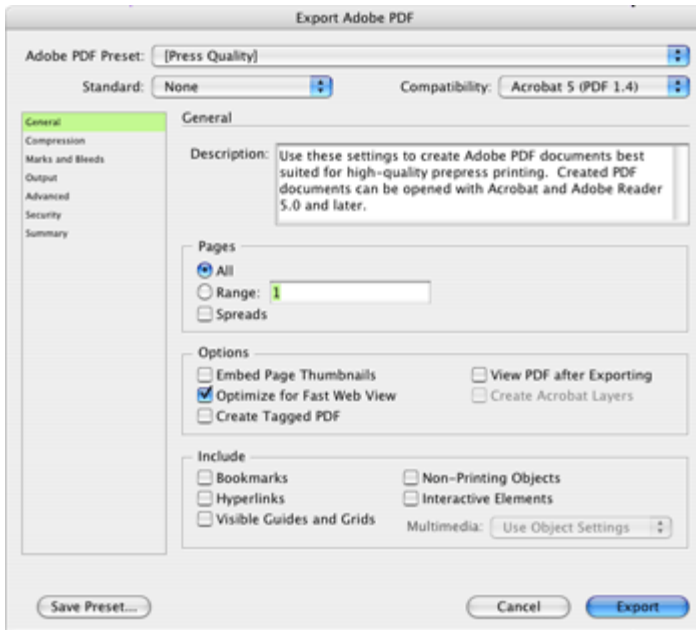 Export Adobe PDF
Adobe PDF Preset: [Press Quality]
Standard: None Compatibility: Acrobat 5 (PDF 1.4)
General
Compression
Marks and Bleeds
Output
Advanced
Security
Summary
General
Description: Use these settings to create Adobe PDF documents best
suited for high-quality prepress printing. Created PDF
documents can be opened with Acrobat and Adobe Reader
5.0 and later.
Pages
All
Range: 1
Spreads
Options
Embed Page Thumbnails View PDF after Exporting
Optimize for Fast Web View Create Acrobat Layers
Create Tagged PDF
Include
Bookmarks Non-Printing Objects
Hyperlinks Interactive Elements
Visible Guides and Grids Multimedia: Use Object Settings
Save Preset... Cancel Export